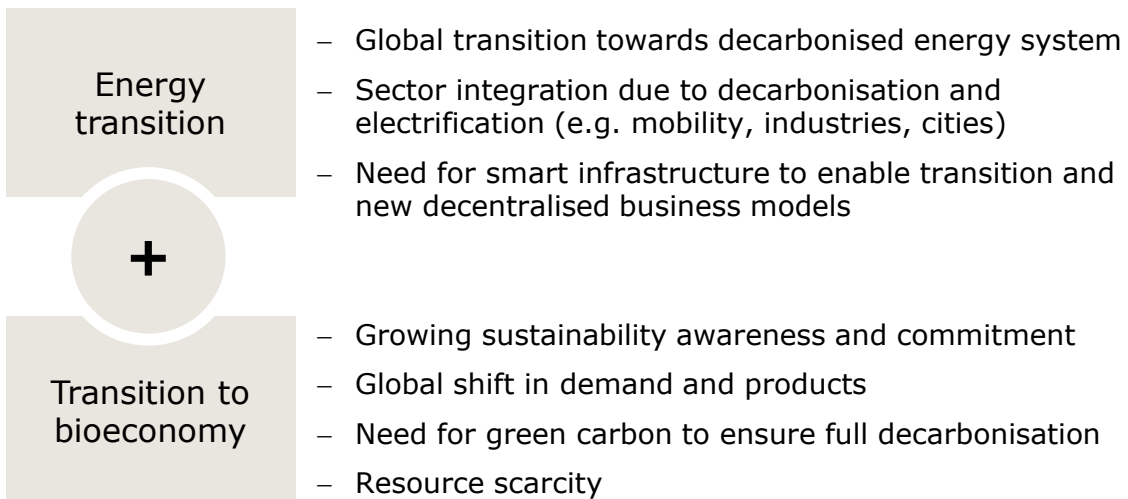 Energy
transition
– Global transition towards decarbonised energy system
– Sector integration due to decarbonisation and
electrification (e.g. mobility, industries, cities)
– Need for smart infrastructure to enable transition and
new decentralised business models
+
Transition to
bioeconomy
– Growing sustainability awareness and commitment
– Global shift in demand and products
– Need for green carbon to ensure full decarbonisation
– Resource scarcity